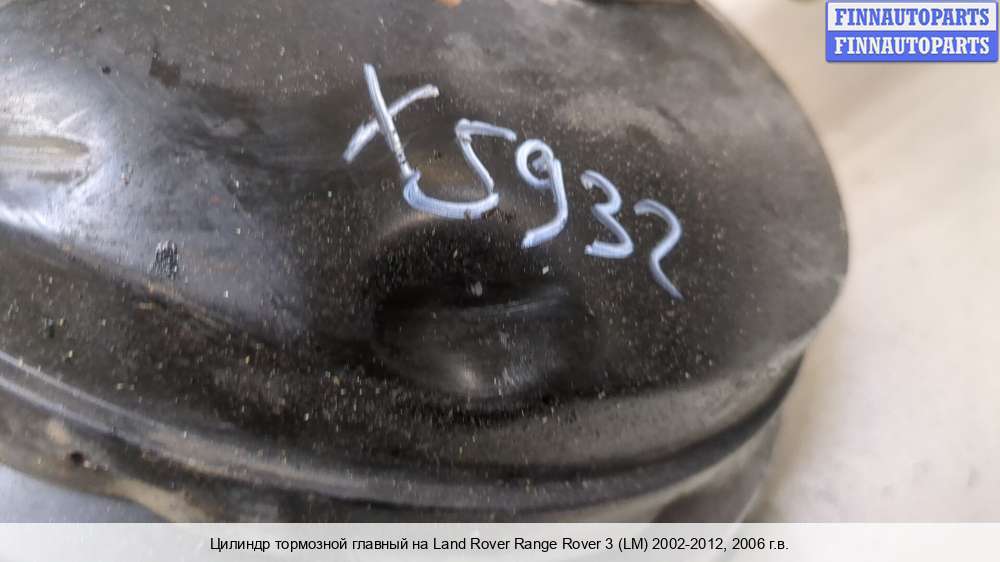 FINNAUTOPARTS
FINNAUTOPARTS
x5932
Цилиндр тормозной главный на Land Rover Range Rover 3 (LM) 2002-2012, 2006 г.в.